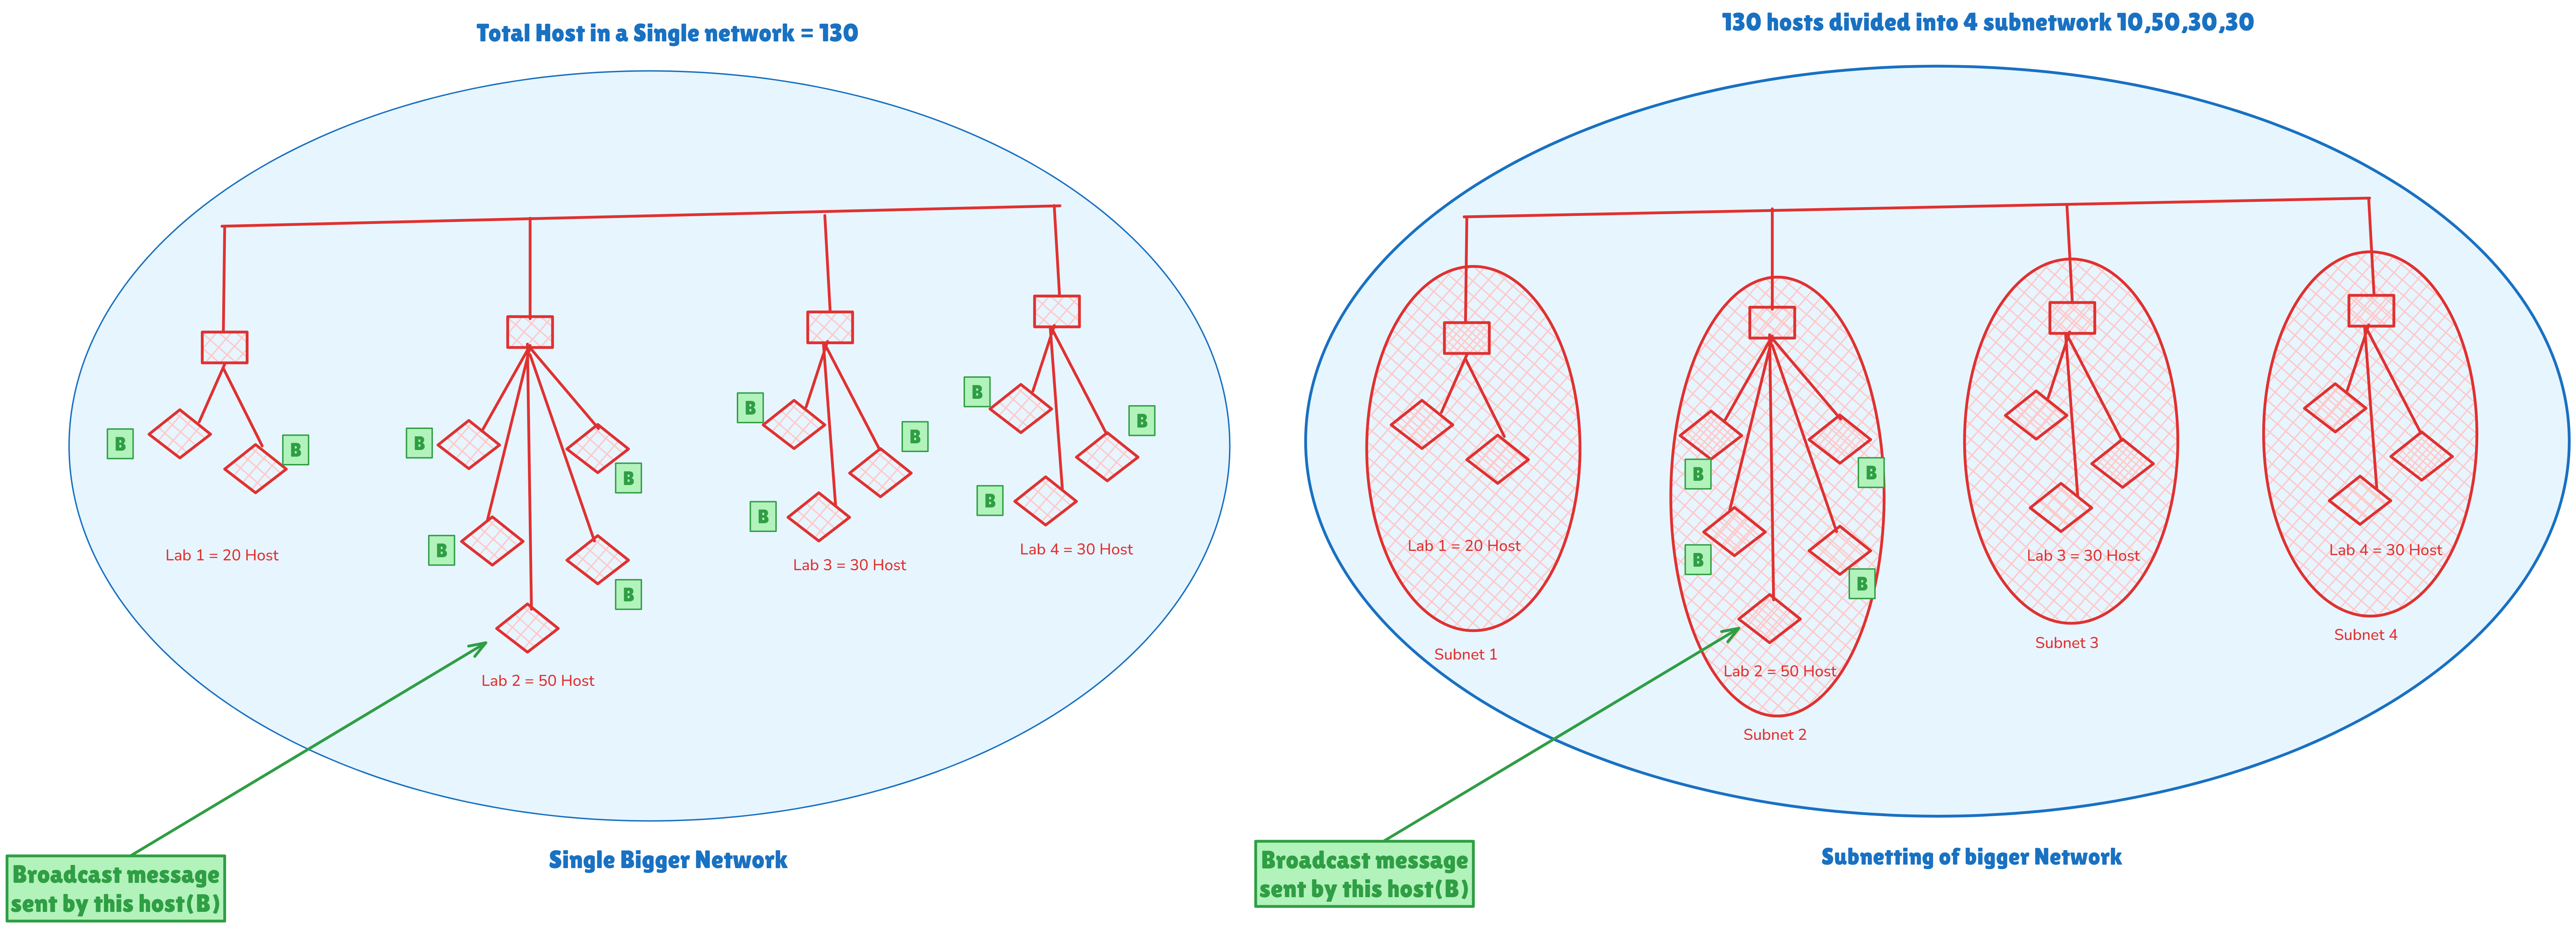 Total Host in a Single network = 130
B
B
Lab 1 = 20 Host
B
B
B
B
Lab 2 = 50 Host
B
B
B
Lab 3 = 30 Host
B
B
B
Lab 4 = 30 Host
Broadcast message
sent by this host(B)
Single Bigger Network
130 hosts divided into 4 subnetwork 10,50,30,30
Lab 1 = 20 Host
Subnet 1
B
B
B
B
Lab 2 = 50 Host
Subnet 2
Lab 3 = 30 Host
Subnet 3
Lab 4 = 30 Host
Subnet 4
Broadcast message
sent by this host(B)
Subnetting of bigger Network